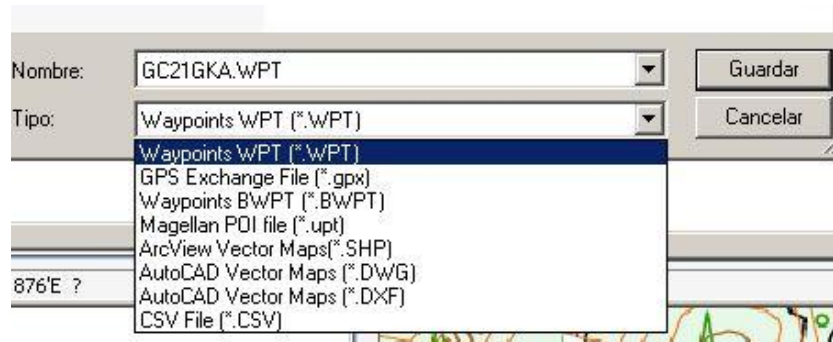 Nombre: GC21GKA.WPT Guardar
Tipo: Waypoints WPT (*.WPT) Cancelar
Waypoints WPT (*.WPT)
GPS Exchange File (*.gpx)
Waypoints BWPT (*.BWPT)
Magellan POI file (*.upt)
ArcView Vector Maps(*.SHP)
AutoCAD Vector Maps (*.DWG)
AutoCAD Vector Maps (*.DXF)
CSV File (*.CSV)
876'E ?